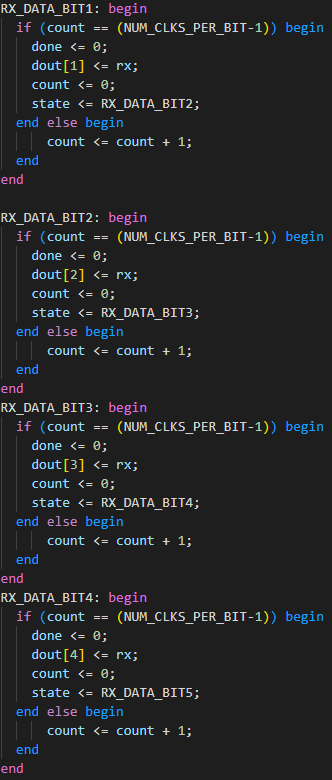 RX_DATA_BIT1: begin
if (count == (NUM_CLKS_PER_BIT-1)) begin
done <= 0;
dout[1] <= rx;
count <= 0;
state <= RX_DATA_BIT2;
end else begin
count <= count + 1;
end
end
RX_DATA_BIT2: begin
if (count == (NUM_CLKS_PER_BIT-1)) begin
done <= 0;
dout[2] <= rx;
count <= 0;
state <= RX_DATA_BIT3;
end else begin
count <= count + 1;
end
end
RX_DATA_BIT3: begin
if (count == (NUM_CLKS_PER_BIT-1)) begin
done <= 0;
dout[3] <= rx;
count <= 0;
state <= RX_DATA_BIT4;
end else begin
count <= count + 1;
end
end
RX_DATA_BIT4: begin
if (count == (NUM_CLKS_PER_BIT-1)) begin
done <= 0;
dout[4] <= rx;
count <= 0;
state <= RX_DATA_BIT5;
end else begin
count <= count + 1;
end
end